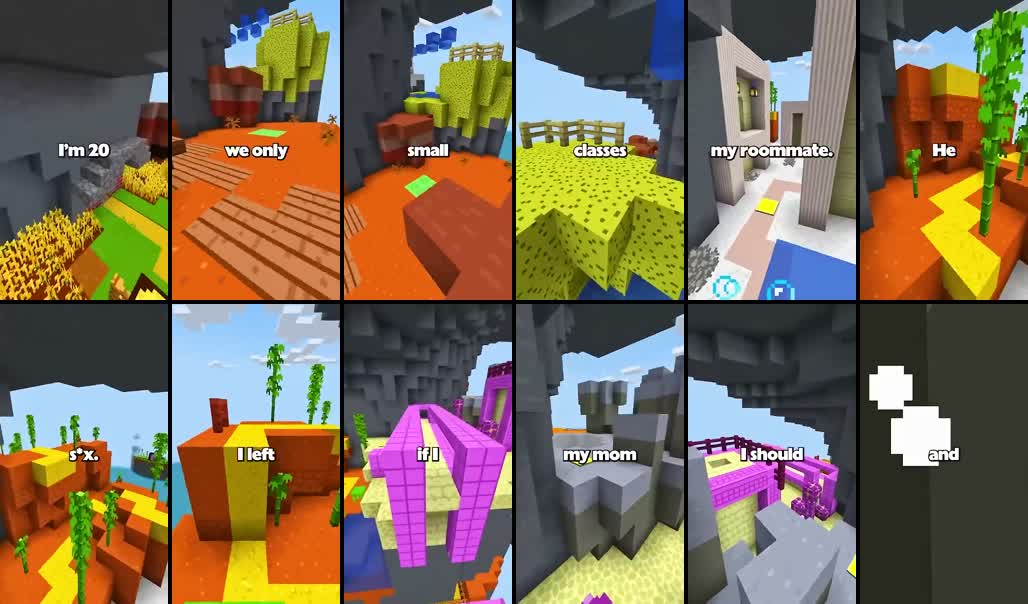 I'm 20
we only
small
classes
my roommate.
He
s*x.
I left
if I
my mom
I should
and